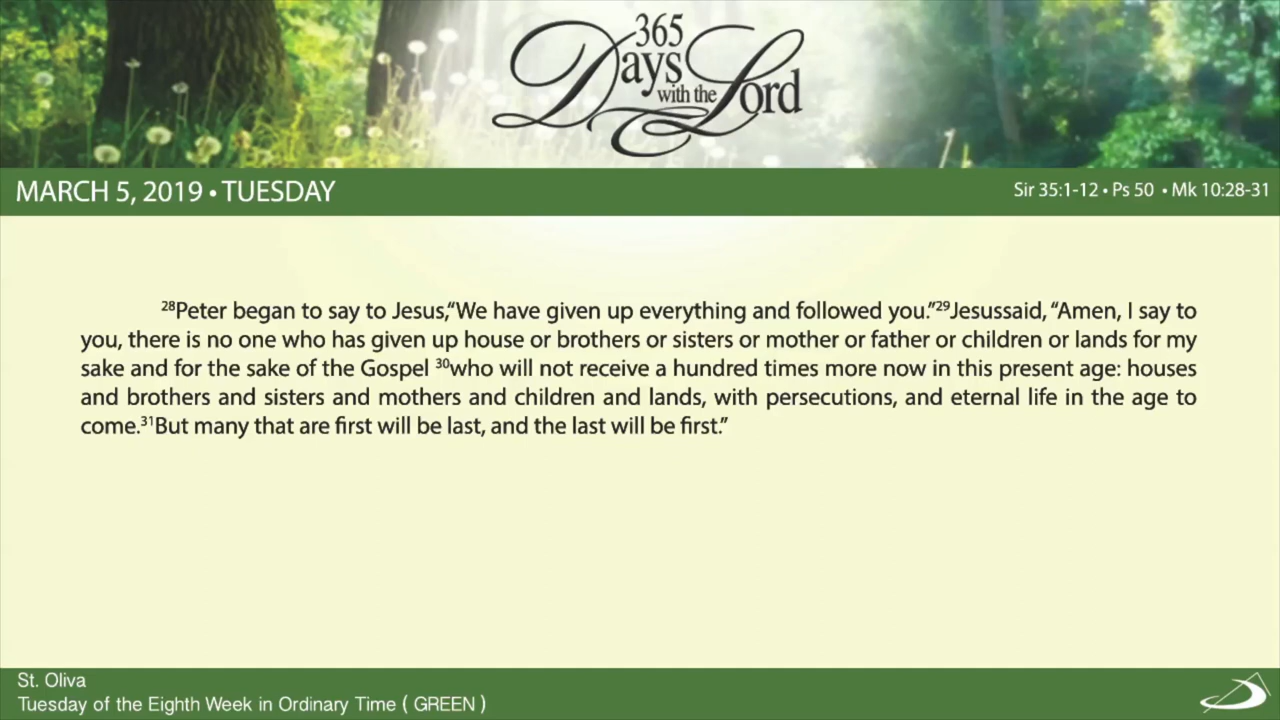 365
Days
with the Lord
MARCH 5, 2019 • TUESDAY
Sir 35:1-12 • Ps 50 • Mk 10:28-31
²⁸Peter began to say to Jesus,“We have given up everything and followed you.”²⁹Jesussaid, “Amen, I say to
you, there is no one who has given up house or brothers or sisters or mother or father or children or lands for my
sake and for the sake of the Gospel ³⁰who will not receive a hundred times more now in this present age: houses
and brothers and sisters and mothers and children and lands, with persecutions, and eternal life in the age to
come.³¹But many that are first will be last, and the last will be first.”
St. Oliva
Tuesday of the Eighth Week in Ordinary Time ( GREEN )